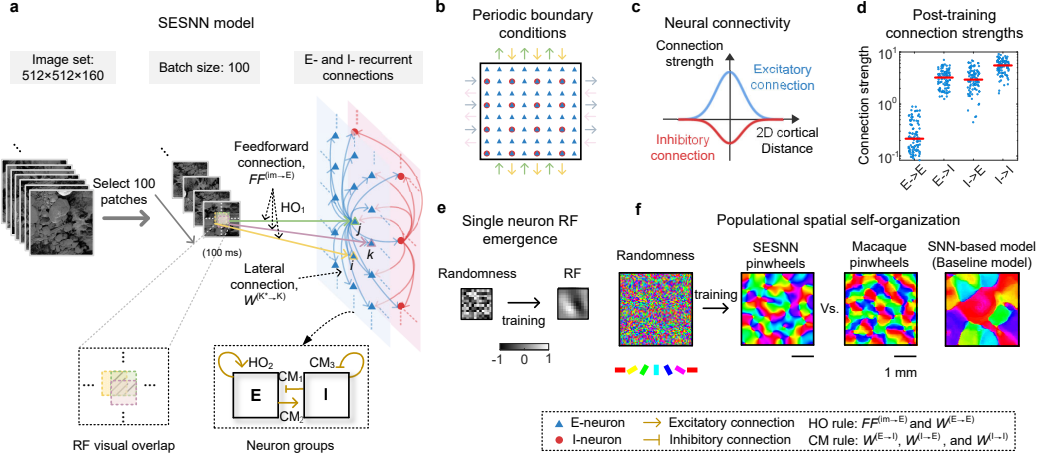 a
SESNN model
Image set:
512×512×160
Batch size: 100
E- and I- recurrent
connections
Select 100
patches
Feedforward
connection,
FF(im→E)
HO1
(100 ms)
Lateral
connection,
W(K*→K)
j
k
i
RF visual overlap
HO2
CM3
CM1
CM2
E
I
Neuron groups
b
Periodic boundary
conditions
c
Neural connectivity
Connection
strength
Excitatory
connection
Inhibitory
connection
2D cortical
Distance
d
Post-training
connection strengths
Connection strength
10^1
10^0
10^-1
E->E
E->I
I->E
I->I
e
Single neuron RF
emergence
Randomness
RF
training
-1 0 1
f
Populational spatial self-organization
Randomness
SESNN
pinwheels
Macaque
pinwheels
SNN-based model
(Baseline model)
training
Vs.
1 mm
E-neuron
Excitatory connection
HO rule: FF(im→E) and W(E→E)
I-neuron
Inhibitory connection
CM rule: W(E→I), W(I→E), and W(I→I)